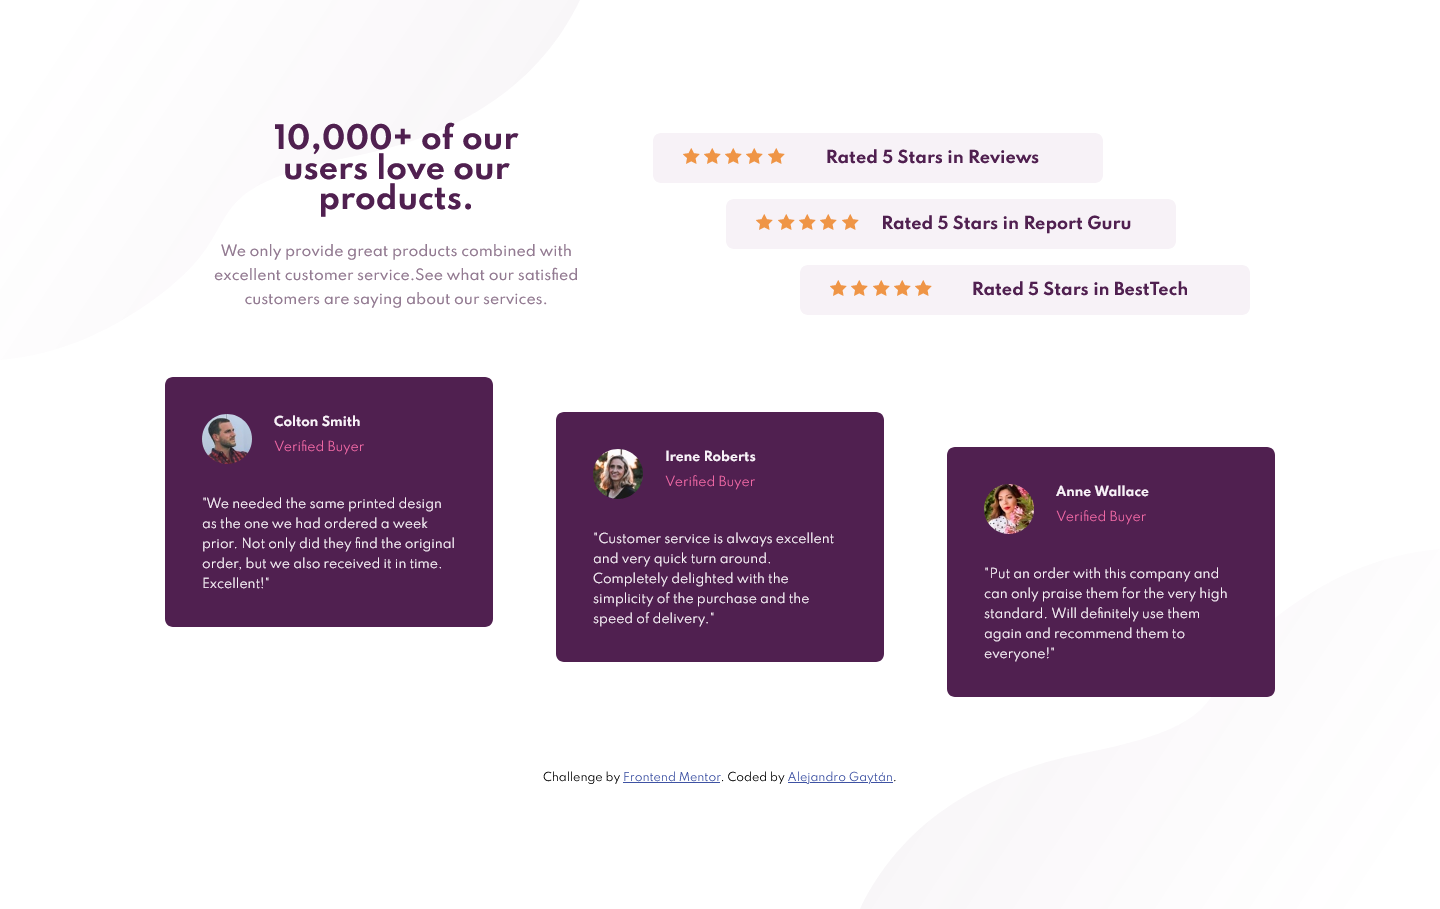 10,000+ of our
users love our
products.
We only provide great products combined with
excellent customer service.See what our satisfied
customers are saying about our services.
Rated 5 Stars in Reviews
Rated 5 Stars in Report Guru
Rated 5 Stars in BestTech
Colton Smith
Verified Buyer
"We needed the same printed design
as the one we had ordered a week
prior. Not only did they find the original
order, but we also received it in time.
Excellent!"
Irene Roberts
Verified Buyer
"Customer service is always excellent
and very quick turn around.
Completely delighted with the
simplicity of the purchase and the
speed of delivery."
Anne Wallace
Verified Buyer
"Put an order with this company and
can only praise them for the very high
standard. Will definitely use them
again and recommend them to
everyone!"
Challenge by Frontend Mentor. Coded by Alejandro Gaytán.